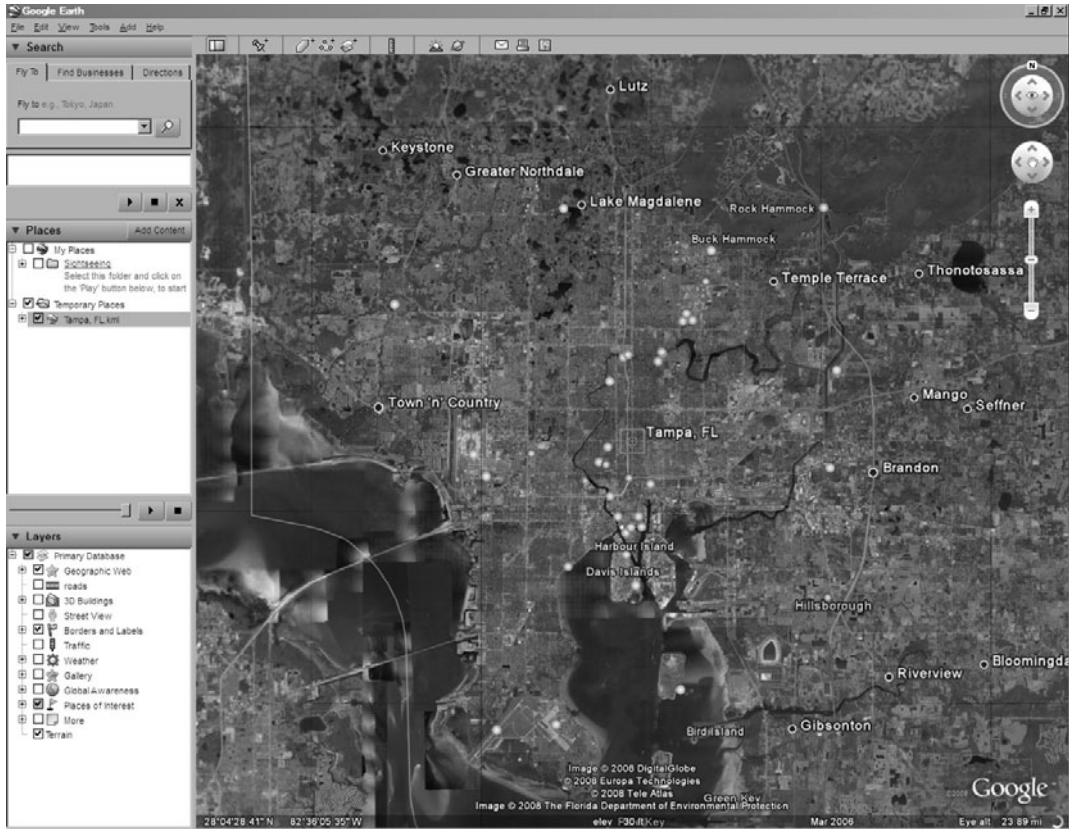 Google Earth
File Edit View Tools Add Help
Search
Fly To Find Businesses Directions
Fly to e.g., Tokyo, Japan
Places Add Content
My Places
Sightseeing
Select this folder and click on
the 'Play' button below, to start
Temporary Places
Tampa, FL.kml
Layers
Primary Database
Geographic Web
roads
3D Buildings
Street View
Borders and Labels
Traffic
Weather
Gallery
Global Awareness
Places of Interest
More
Terrain
N
Lutz
Keystone
Greater Northdale
Lake Magdalene
Rock Hammock
Buck Hammock
Temple Terrace
Thonotosassa
Town 'n' Country
Mango
Seffner
Tampa, FL
Brandon
Harbour Island
Davis Islands
Hillsborough
Bloomingda
Riverview
Gibsonton
Bird Island
Image © 2008 DigitalGlobe
© 2008 Europa Technologies
© 2008 Tele Atlas
Green Key
Image © 2008 The Florida Department of Environmental Protection
©2008 Google
28°04'28.41" N 82°36'05.35" W
elev
Mar 2006
Eye alt 23.89 mi